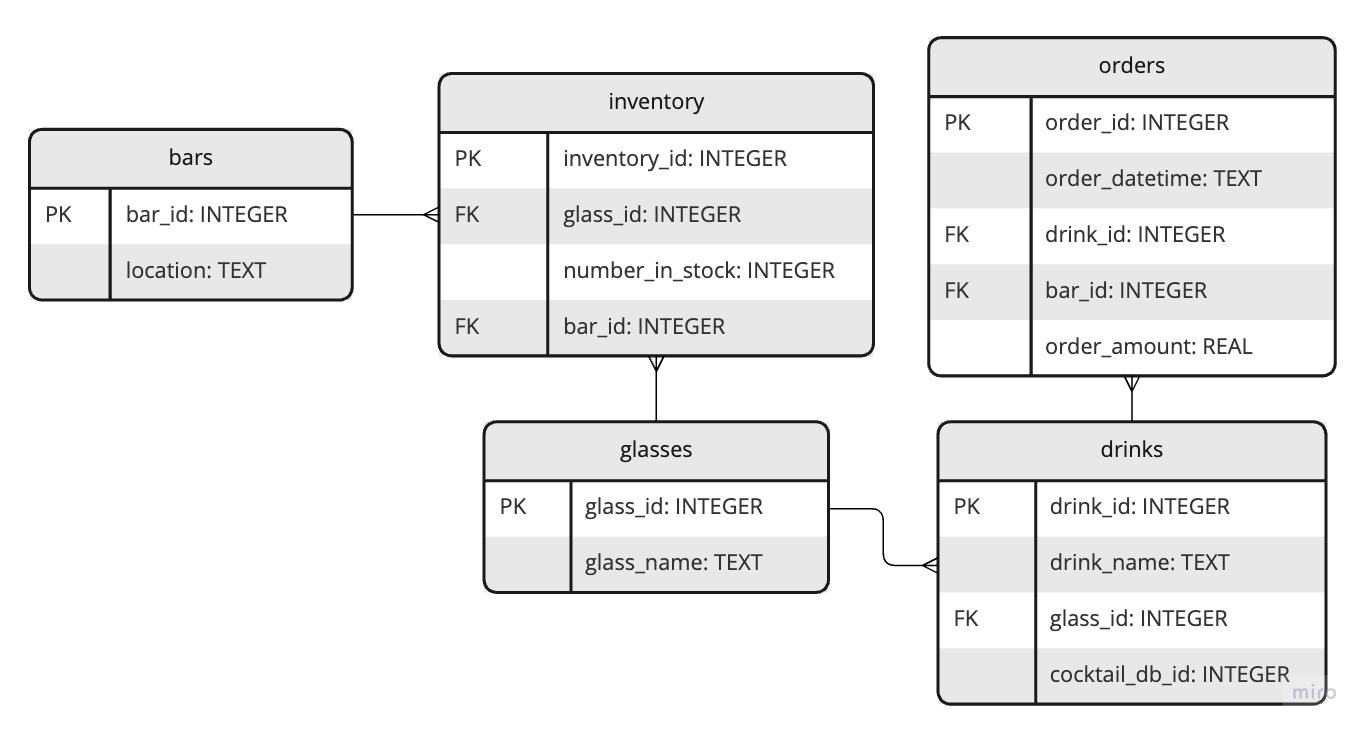 bars
PK bar_id: INTEGER
location: TEXT
inventory
PK inventory_id: INTEGER
FK glass_id: INTEGER
number_in_stock: INTEGER
FK bar_id: INTEGER
orders
PK order_id: INTEGER
order_datetime: TEXT
FK drink_id: INTEGER
FK bar_id: INTEGER
order_amount: REAL
glasses
PK glass_id: INTEGER
glass_name: TEXT
drinks
PK drink_id: INTEGER
drink_name: TEXT
FK glass_id: INTEGER
cocktail_db_id: INTEGER
miro